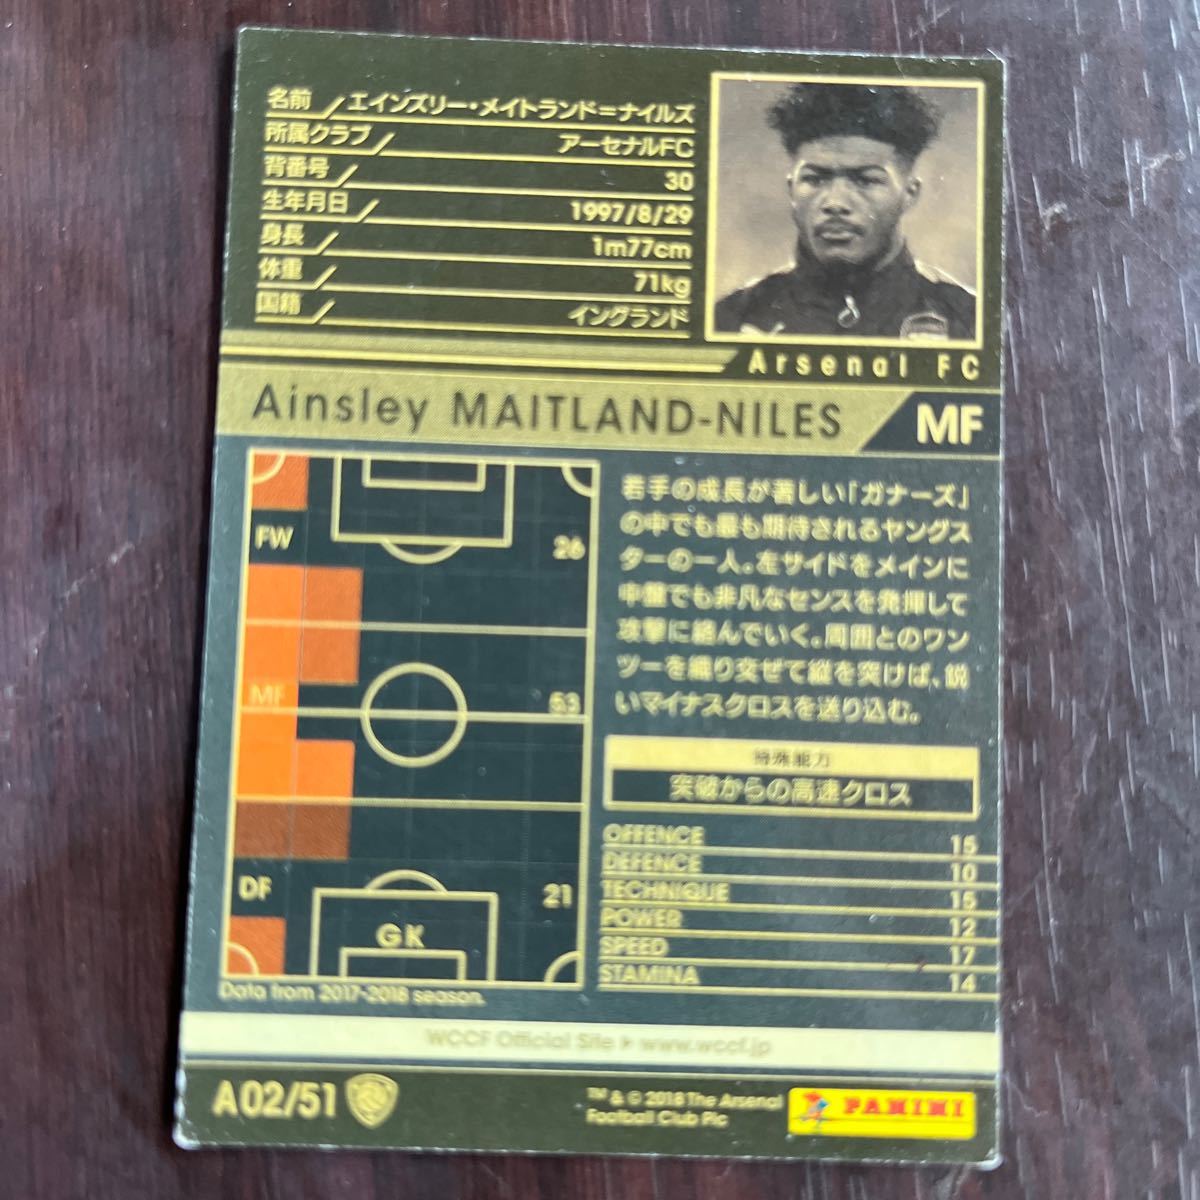 名前 エインズリー・メイトランド=ナイルズ
所属クラブ アーセナルFC
背番号 30
生年月日 1997/8/29
身長 1m77cm
体重 71kg
国籍 イングランド
Arsenal FC
Ainsley MAITLAND-NILES MF
FW 26
MF 53
DF 21
GK
Data from 2017-2018 season.
若手の成長が著しい「ガナーズ」
の中でも最も期待されるヤングス
ターの一人。左サイドをメインに
中盤でも非凡なセンスを発揮して
攻撃に絡んでいく。周囲とのワン
ツーを織り交ぜて縦を突けば、鋭
いマイナスクロスを送り込む。
特殊能力
突破からの高速クロス
OFFENCE 15
DEFENCE 10
TECHNIQUE 15
POWER 12
SPEED 17
STAMINA 14
WCCF Official Site ▶ www.wccf.jp
A02/51
™ & © 2018 The Arsenal
Football Club Plc
PANINI